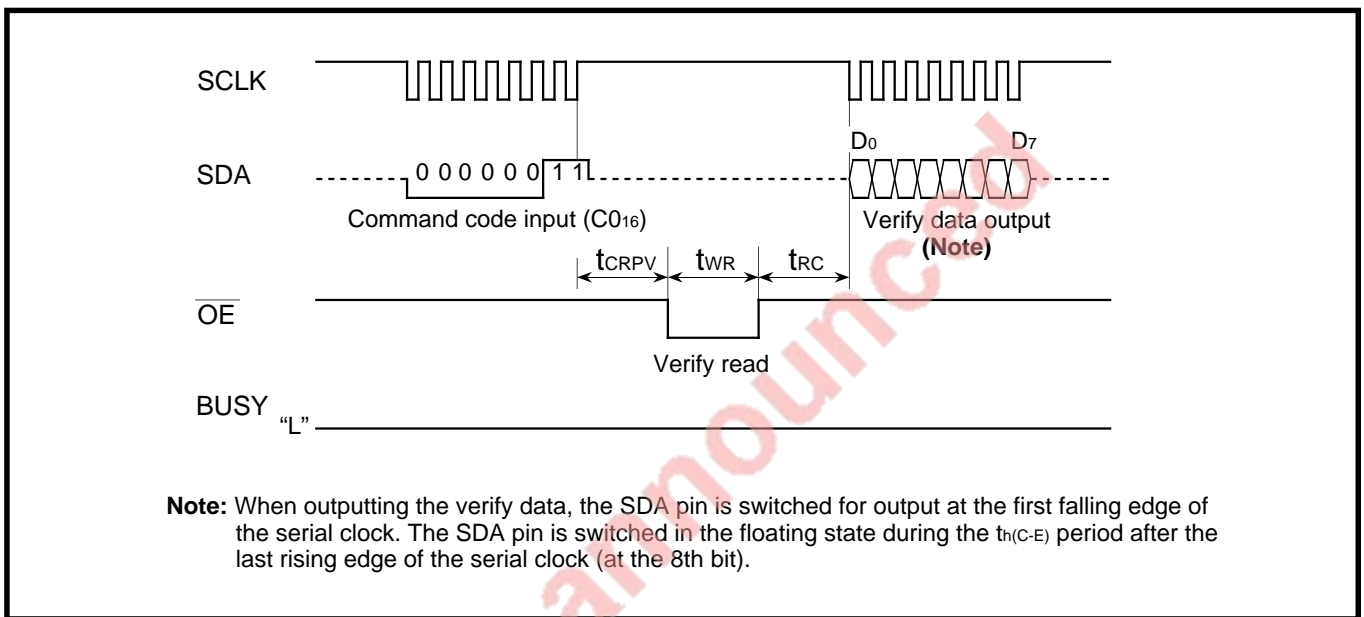 SCLK
D0 D7
SDA
0 0 0 0 0 0 1 1
Command code input (C016)
Verify data output
(Note)
tCRPV tWR tRC
OE
Verify read
BUSY
“L”
Note: When outputting the verify data, the SDA pin is switched for output at the first falling edge of
the serial clock. The SDA pin is switched in the floating state during the th(C-E) period after the
last rising edge of the serial clock (at the 8th bit).
announced